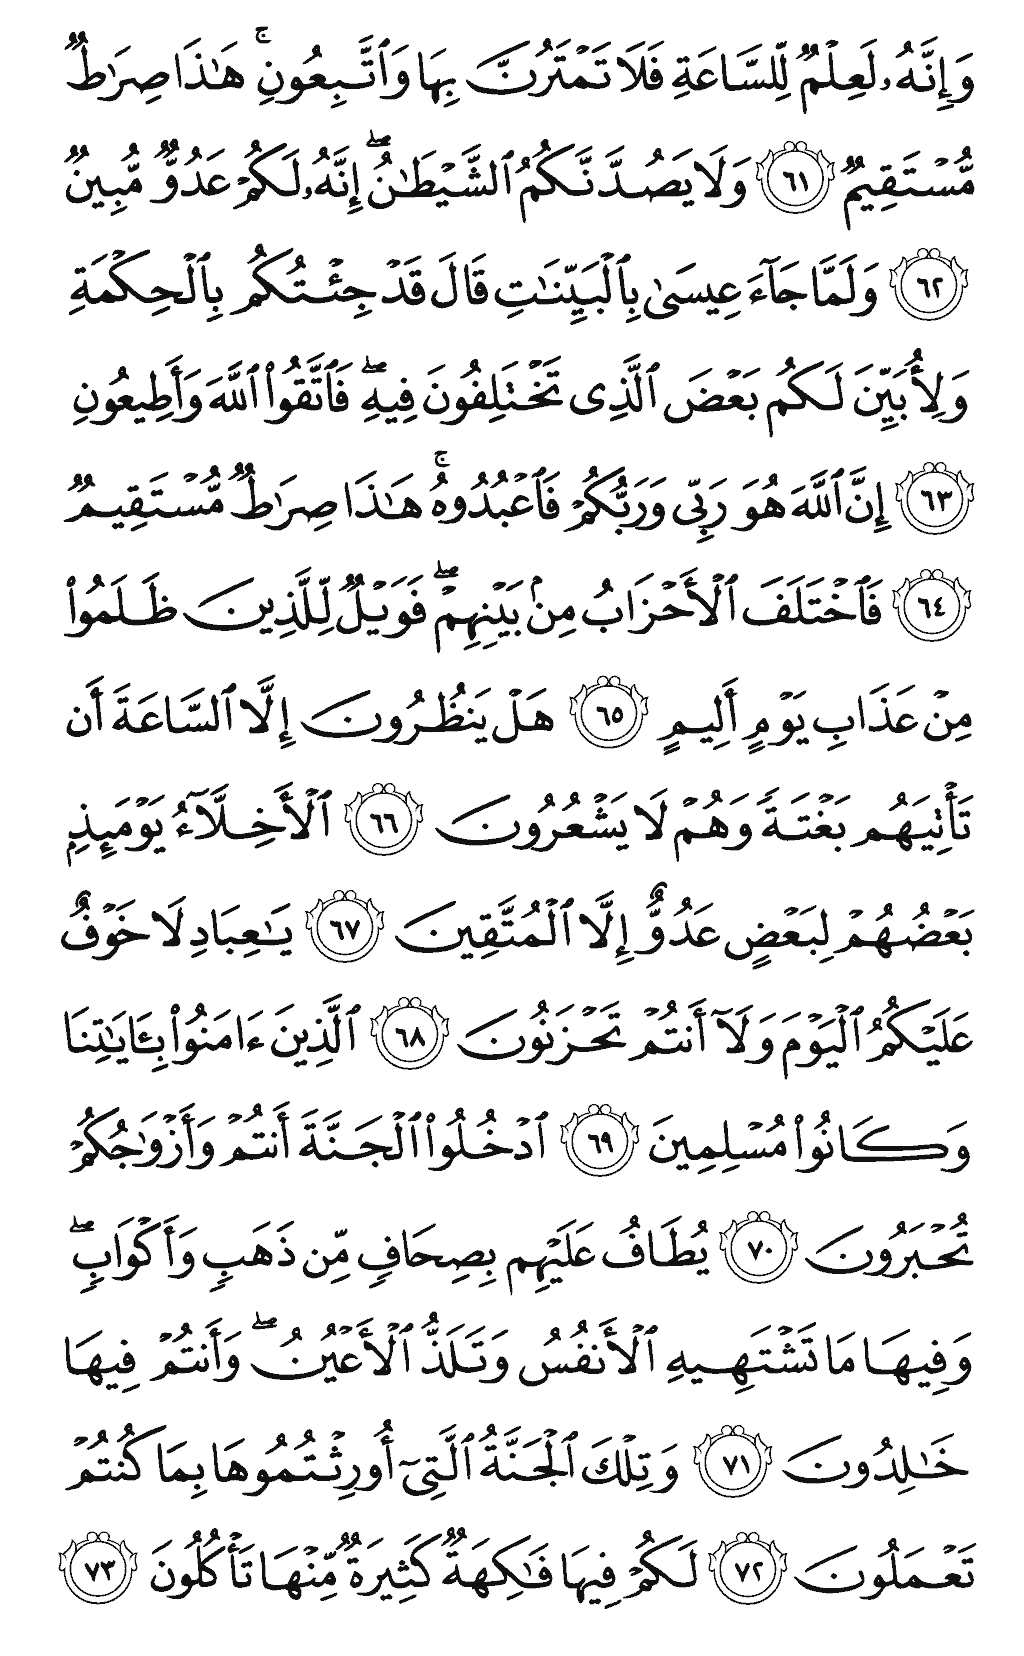 وَإِنَّهُۥ لَعِلْمٌۭ لِّلسَّاعَةِ فَلَا تَمْتَرُنَّ بِهَا وَٱتَّبِعُونِ ۚ هَـٰذَا صِرَٰطٌۭ
مُّسْتَقِيمٌۭ ٦١ وَلَا يَصُدَّنَّكُمُ ٱلشَّيْطَـٰنُ ۖ إِنَّهُۥ لَكُمْ عَدُوٌّۭ مُّبِينٌۭ
٦٢ وَلَمَّا جَآءَ عِيسَىٰ بِٱلْبَيِّنَـٰتِ قَالَ قَدْ جِئْتُكُم بِٱلْحِكْمَةِ
وَلِأُبَيِّنَ لَكُم بَعْضَ ٱلَّذِى تَخْتَلِفُونَ فِيهِ ۖ فَٱتَّقُوا۟ ٱللَّهَ وَأَطِيعُونِ
٦٣ إِنَّ ٱللَّهَ هُوَ رَبِّى وَرَبُّكُمْ فَٱعْبُدُوهُ ۚ هَـٰذَا صِرَٰطٌۭ مُّسْتَقِيمٌۭ
٦٤ فَٱخْتَلَفَ ٱلْأَحْزَابُ مِنۢ بَيْنِهِمْ ۖ فَوَيْلٌۭ لِّلَّذِينَ ظَلَمُوا۟
مِنْ عَذَابِ يَوْمٍ أَلِيمٍ ٦٥ هَلْ يَنظُرُونَ إِلَّا ٱلسَّاعَةَ أَن
تَأْتِيَهُم بَغْتَةًۭ وَهُمْ لَا يَشْعُرُونَ ٦٦ ٱلْأَخِلَّآءُ يَوْمَئِذٍۭ
بَعْضُهُمْ لِبَعْضٍ عَدُوٌّ إِلَّا ٱلْمُتَّقِينَ ٦٧ يَـٰعِبَادِ لَا خَوْفٌ
عَلَيْكُمُ ٱلْيَوْمَ وَلَآ أَنتُمْ تَحْزَنُونَ ٦٨ ٱلَّذِينَ ءَامَنُوا۟ بِـَٔايَـٰتِنَا
وَكَانُوا۟ مُسْلِمِينَ ٦٩ ٱدْخُلُوا۟ ٱلْجَنَّةَ أَنتُمْ وَأَزْوَٰجُكُمْ
تُحْبَرُونَ ٧٠ يُطَافُ عَلَيْهِم بِصِحَافٍۢ مِّن ذَهَبٍۢ وَأَكْوَابٍۢ ۖ
وَفِيهَا مَا تَشْتَهِيهِ ٱلْأَنفُسُ وَتَلَذُّ ٱلْأَعْيُنُ ۖ وَأَنتُمْ فِيهَا
خَـٰلِدُونَ ٧١ وَتِلْكَ ٱلْجَنَّةُ ٱلَّتِىٓ أُورِثْتُمُوهَا بِمَا كُنتُمْ
تَعْمَلُونَ ٧٢ لَكُمْ فِيهَا فَـٰكِهَةٌۭ كَثِيرَةٌۭ مِّنْهَا تَأْكُلُونَ ٧٣